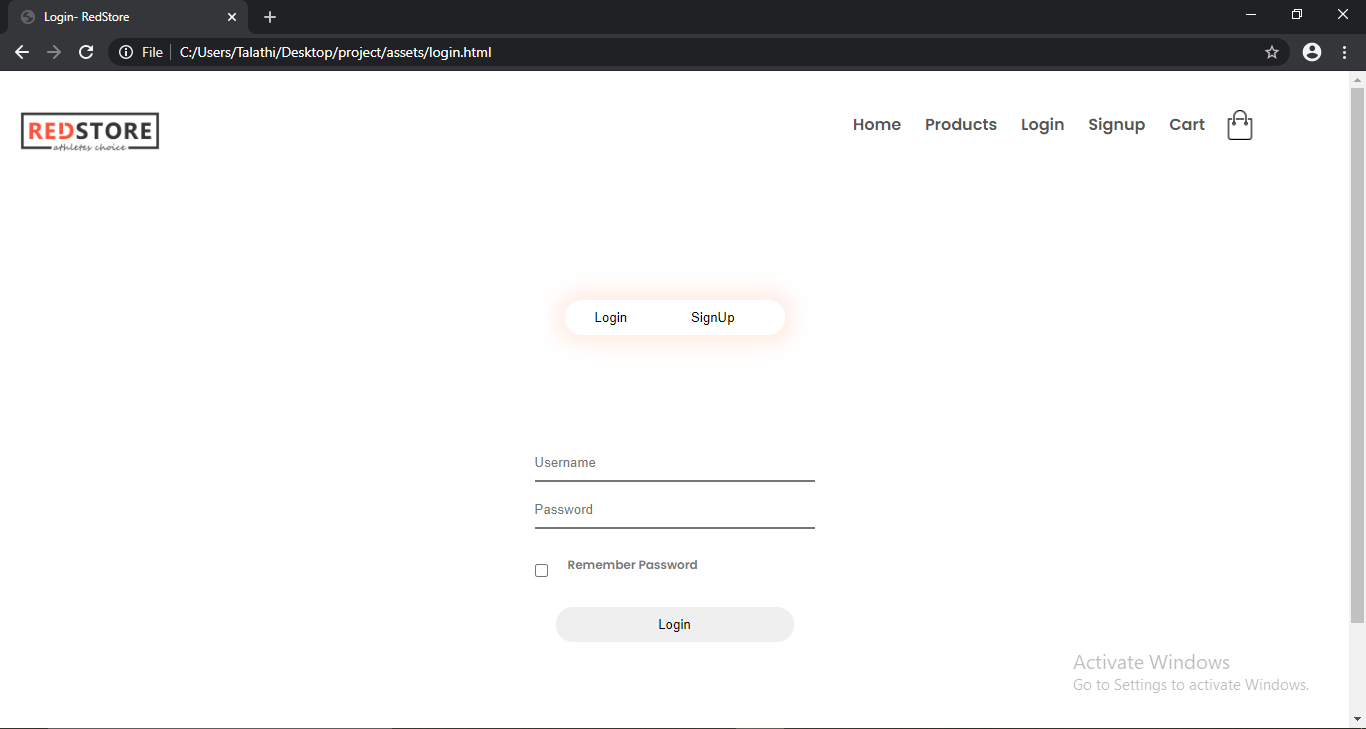 Login- RedStore
File C:/Users/Talathi/Desktop/project/assets/login.html
REDSTORE
athletes choice
Home Products Login Signup Cart
Login SignUp
Username
Password
Remember Password
Login
Activate Windows
Go to Settings to activate Windows.